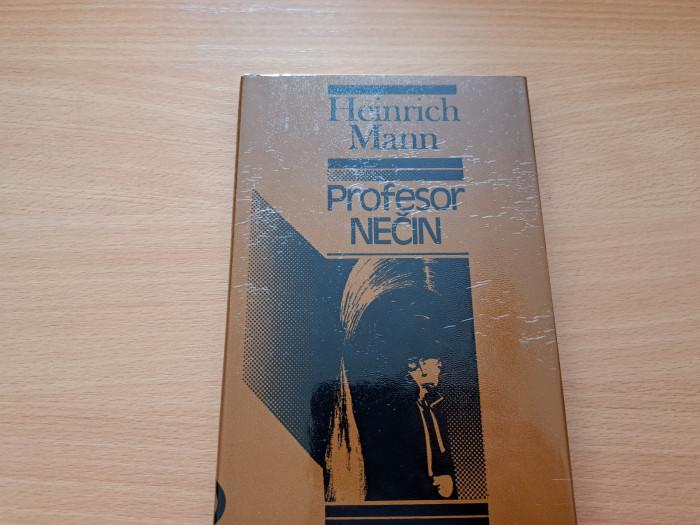 Heinrich
Mann
Profesor
NEČIN